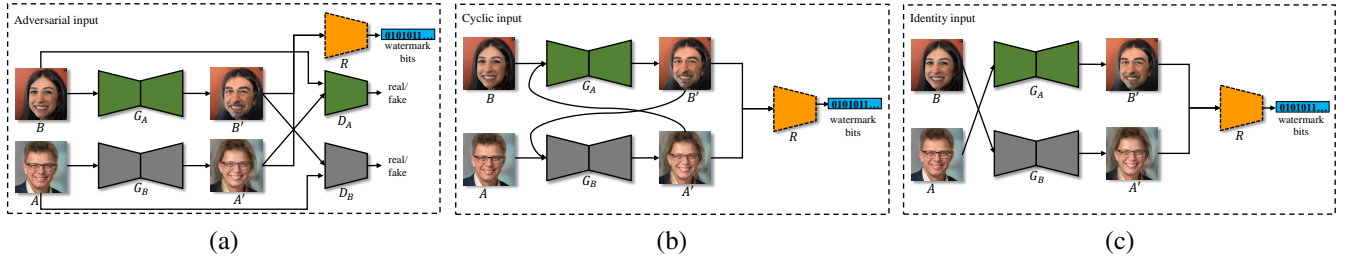 Adversarial input
0101011...
watermark
bits
R
B
G_A
B'
real/
fake
D_A
A
G_B
A'
real/
fake
D_B
(a)
Cyclic input
B
G_A
B'
0101011...
watermark
bits
R
A
G_B
A'
(b)
Identity input
B
G_A
B'
0101011...
watermark
bits
R
A
G_B
A'
(c)